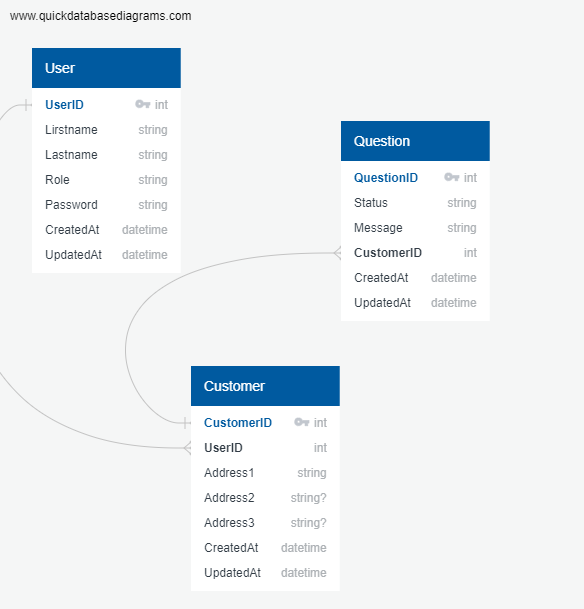 www.quickdatabasediagrams.com
User
UserID int
Lirstname string
Lastname string
Role string
Password string
CreatedAt datetime
UpdatedAt datetime
Question
QuestionID int
Status string
Message string
CustomerID int
CreatedAt datetime
UpdatedAt datetime
Customer
CustomerID int
UserID int
Address1 string
Address2 string?
Address3 string?
CreatedAt datetime
UpdatedAt datetime